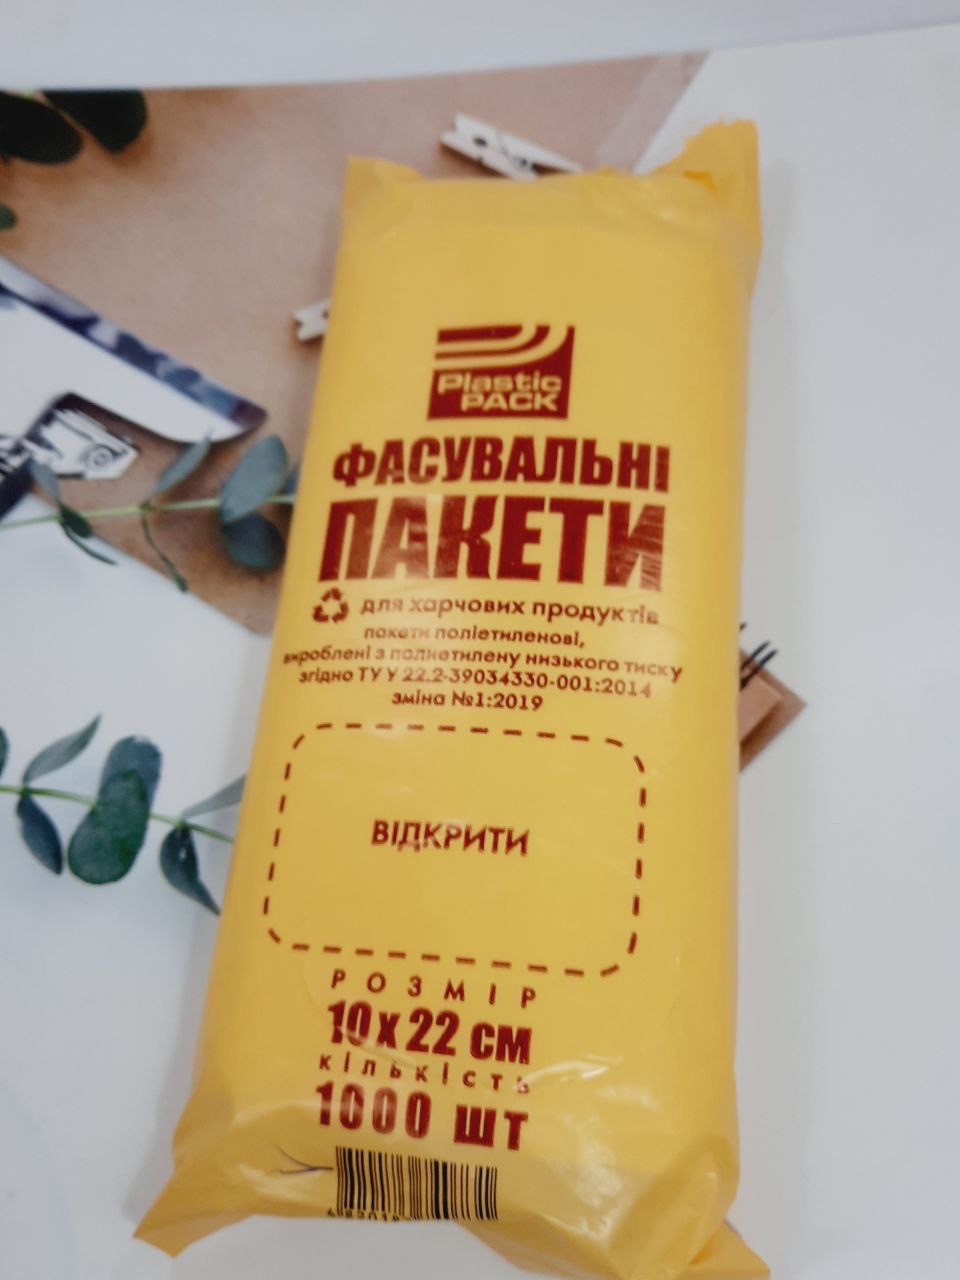 Plastic
PACK
ФАСУВАЛЬНІ
ПАКЕТИ
для харчових продуктів
пакети поліетиленові,
вироблені з поліетилену низького тиску
згідно ТУ У 22.2-39034330-001:2014
зміна №1:2019
ВІДКРИТИ
РОЗМІР
10 х 22 см
кількість
1000 шт